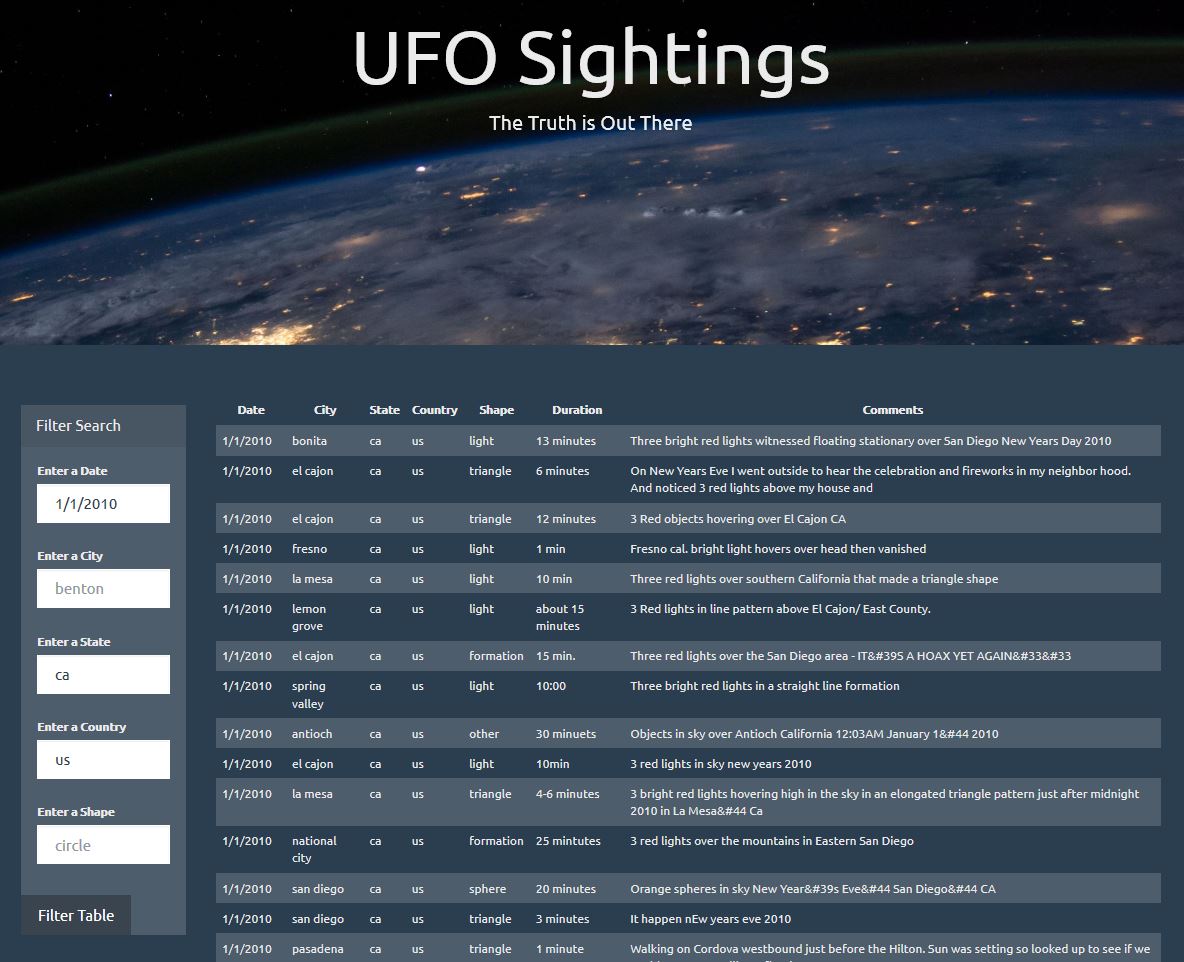 UFO Sightings
The Truth is Out There
Filter Search
Enter a Date
1/1/2010
Enter a City
benton
Enter a State
ca
Enter a Country
us
Enter a Shape
circle
Filter Table
Date City State Country Shape Duration Comments
1/1/2010 bonita ca us light 13 minutes Three bright red lights witnessed floating stationary over San Diego New Years Day 2010
1/1/2010 el cajon ca us triangle 6 minutes On New Years Eve I went outside to hear the celebration and fireworks in my neighbor hood.
And noticed 3 red lights above my house and
1/1/2010 el cajon ca us triangle 12 minutes 3 Red objects hovering over El Cajon CA
1/1/2010 fresno ca us light 1 min Fresno cal. bright light hovers over head then vanished
1/1/2010 la mesa ca us light 10 min Three red lights over southern California that made a triangle shape
1/1/2010 lemon ca us light about 15 3 Red lights in line pattern above El Cajon/ East County.
grove minutes
1/1/2010 el cajon ca us formation 15 min. Three red lights over the San Diego area - IT&#395 A HOAX YET AGAIN&#33&#33
1/1/2010 spring ca us light 10:00 Three bright red lights in a straight line formation
valley
1/1/2010 antioch ca us other 30 minuets Objects in sky over Antioch California 12:03AM January 1&#44 2010
1/1/2010 el cajon ca us light 10min 3 red lights in sky new years 2010
1/1/2010 la mesa ca us triangle 4-6 minutes 3 bright red lights hovering high in the sky in an elongated triangle pattern just after midnight
2010 in La Mesa&#44 Ca
1/1/2010 national ca us formation 25 mintutes 3 red lights over the mountains in Eastern San Diego
city
1/1/2010 san diego ca us sphere 20 minutes Orange spheres in sky New Year&#39s Eve&#44 San Diego&#44 CA
1/1/2010 san diego ca us triangle 3 minutes It happen nEw years eve 2010
1/1/2010 pasadena ca us triangle 1 minute Walking on Cordova westbound just before the Hilton. Sun was setting so looked up to see if we